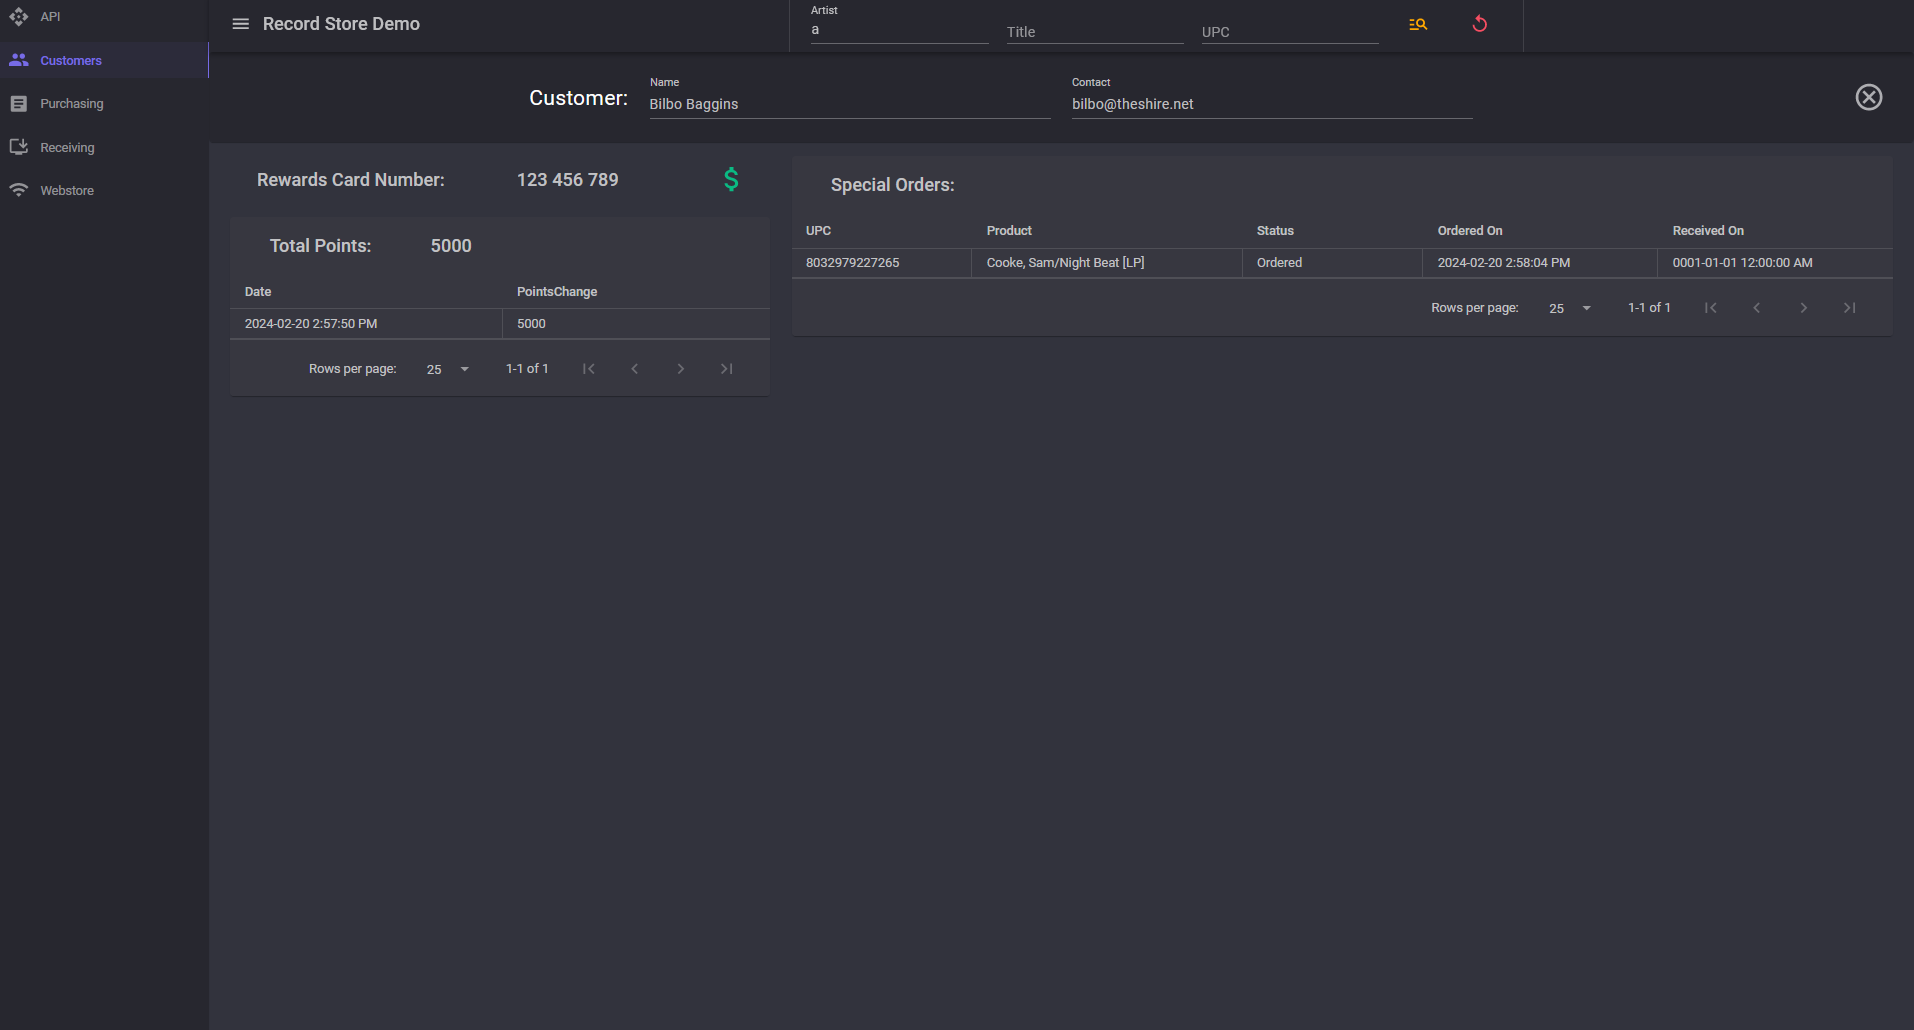 API
Customers
Purchasing
Receiving
Webstore
Record Store Demo
Artist
a
Title
UPC
Customer:
Name
Bilbo Baggins
Contact
bilbo@theshire.net
Rewards Card Number: 123 456 789
$
Total Points: 5000
Date PointsChange
2024-02-20 2:57:50 PM 5000
Rows per page: 25 1-1 of 1
Special Orders:
UPC Product Status Ordered On Received On
8032979227265 Cooke, Sam/Night Beat [LP] Ordered 2024-02-20 2:58:04 PM 0001-01-01 12:00:00 AM
Rows per page: 25 1-1 of 1